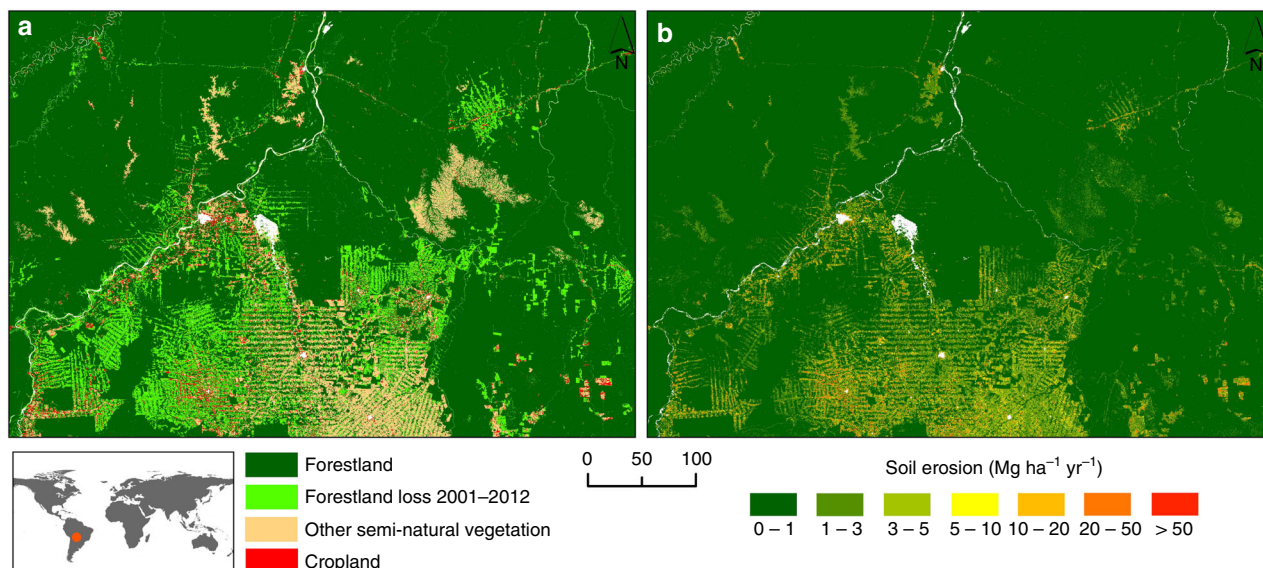 a
b
N
N
Forestland
Forestland loss 2001–2012
Other semi-natural vegetation
Cropland
0 50 100
Soil erosion (Mg ha⁻¹ yr⁻¹)
0 – 1 1 – 3 3 – 5 5 – 10 10 – 20 20 – 50 > 50